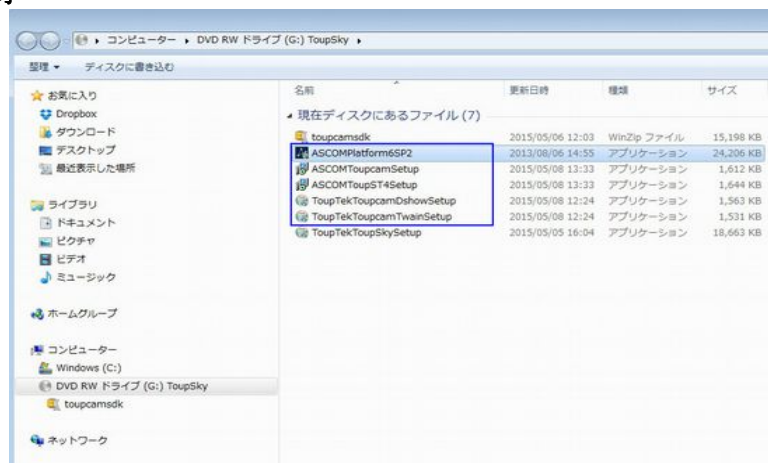 コンピューター ▸ DVD RW ドライブ (G:) ToupSky ▸
整理 ディスクに書き込む
名前 更新日時 種類 サイズ
お気に入り
Dropbox
ダウンロード
デスクトップ
最近表示した場所
ライブラリ
ドキュメント
ピクチャ
ビデオ
ミュージック
ホームグループ
コンピューター
Windows (C:)
DVD RW ドライブ (G:) ToupSky
toupcamsdk
ネットワーク
現在ディスクにあるファイル (7)
toupcamsdk 2015/05/06 12:03 WinZip ファイル 15,198 KB
ASCOMPlatform6SP2 2013/08/06 14:55 アプリケーション 24,206 KB
ASCOMToupcamSetup 2015/05/08 13:33 アプリケーション 1,612 KB
ASCOMToupST4Setup 2015/05/08 13:33 アプリケーション 1,644 KB
ToupTekToupcamDshowSetup 2015/05/08 12:24 アプリケーション 1,563 KB
ToupTekToupcamTwainSetup 2015/05/08 12:24 アプリケーション 1,531 KB
ToupTekToupSkySetup 2015/05/05 16:04 アプリケーション 18,663 KB